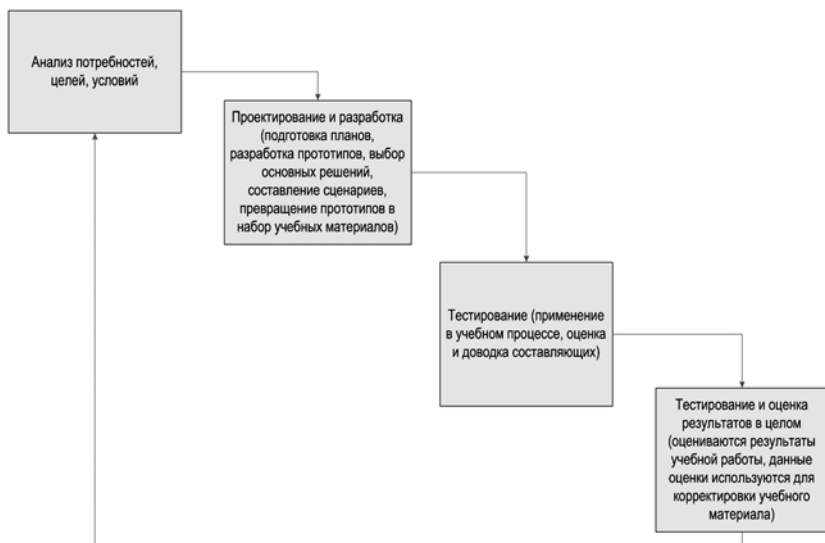 Анализ потребностей,
целей, условий
Проектирование и разработка
(подготовка планов,
разработка прототипов, выбор
основных решений,
составление сценариев,
превращение прототипов в
набор учебных материалов)
Тестирование (применение
в учебном процессе, оценка
и доводка составляющих)
Тестирование и оценка
результатов в целом
(оцениваются результаты
учебной работы, данные
оценки используются для
корректировки учебного
материала)